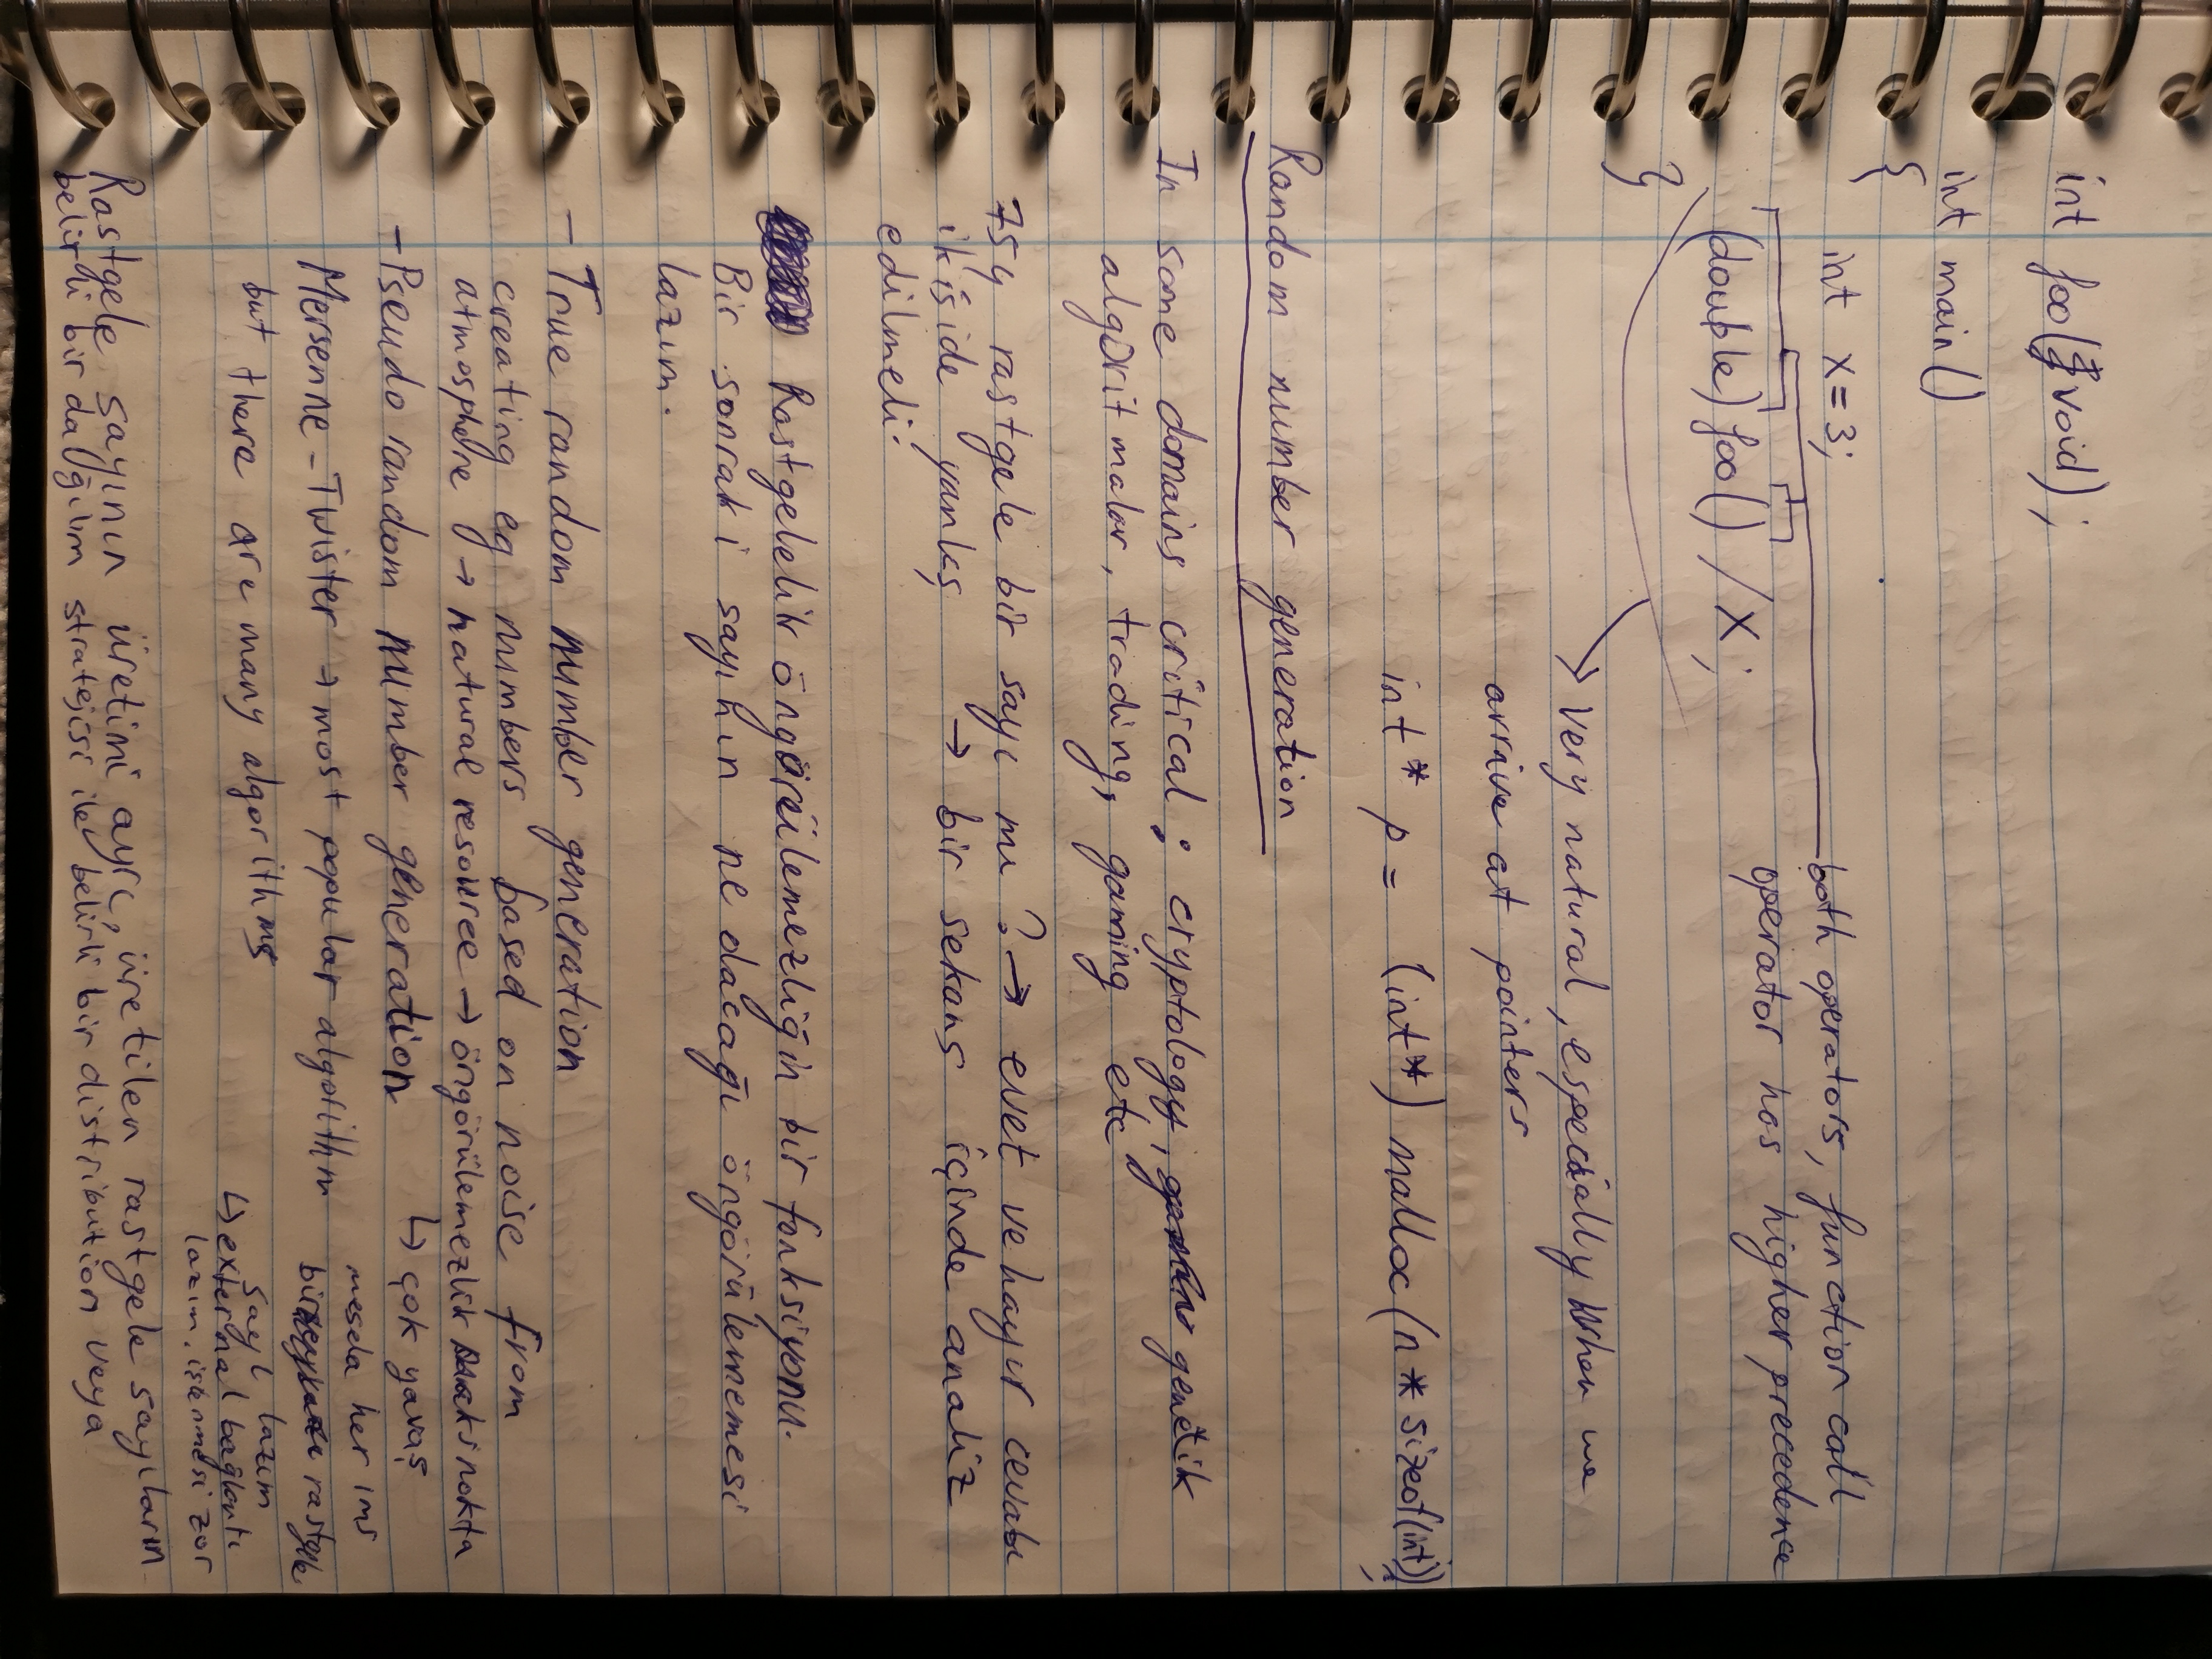 int foo(void);
int main()
{
int x=3;
both operators, function call
operator has higher precedence
(double)foo() / x;
}
very natural, especially when we
arrive at pointers
int* p = (int*) malloc(n * sizeof(int));
Random number generation
In some domains critical : cryptology, genetik
algoritmalar, trading, gaming etc
754 rastgele bir sayı mı ? → evet ve hayır cevabı
ikiside yanlış → bir sekans içinde analiz
edilmeli.
Rastgelelik öngörülemezliğin bir fonksiyonu.
Bir sonraki sayının ne olacağı öngörülememesi
lazım.
- True random number generation
creating eg numbers based on noise from
atmosphere → natural resource → öngörülemezlik nokta
- Pseudo random number generation
↳ çok yavaş
mesela her 1ms
Mersenne-Twister → most popular algorithm
bir rastgele
but there are many algorithms
sayı lazım
↳ external bağlantı
lazım, işlenmesi zor
Rastgele sayının üretimi ayrı, üretilen rastgele sayıların
belirli bir dağılım stratejisi ile belirli bir distribution veya